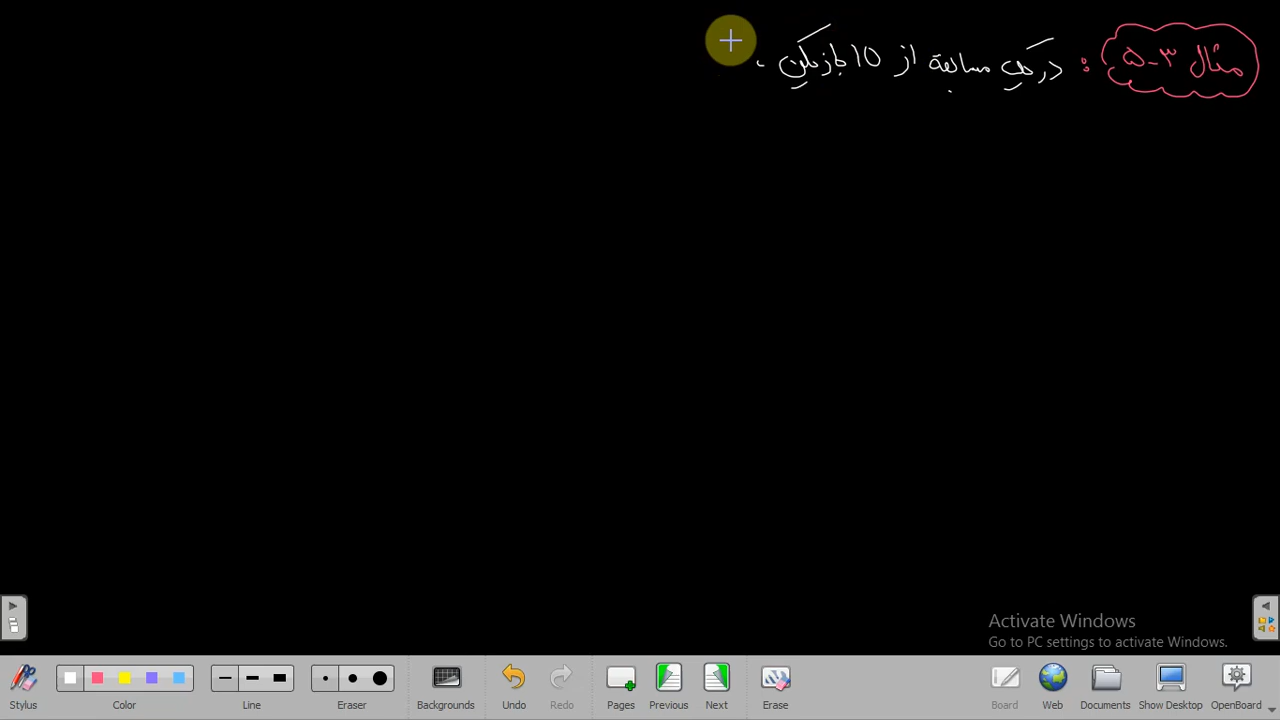 مثال ۳-۵ : در یک مسابقه از 10 بازیکن ،
Activate Windows
Go to PC settings to activate Windows.
Stylus Color Line Eraser Backgrounds Undo Redo Pages Previous Next Erase Board Web Documents Show Desktop OpenBoard